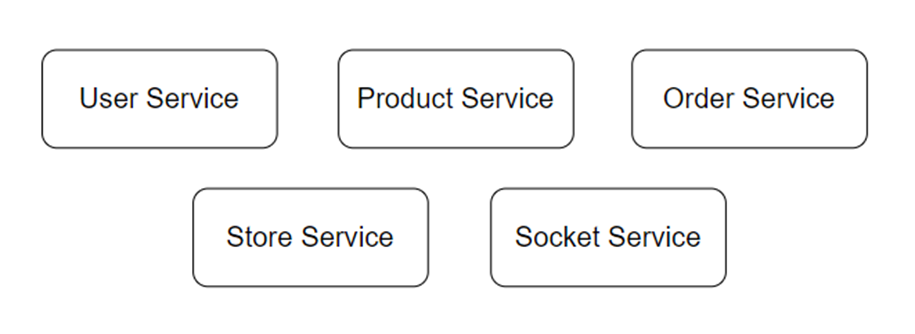 User Service
Product Service
Order Service
Store Service
Socket Service